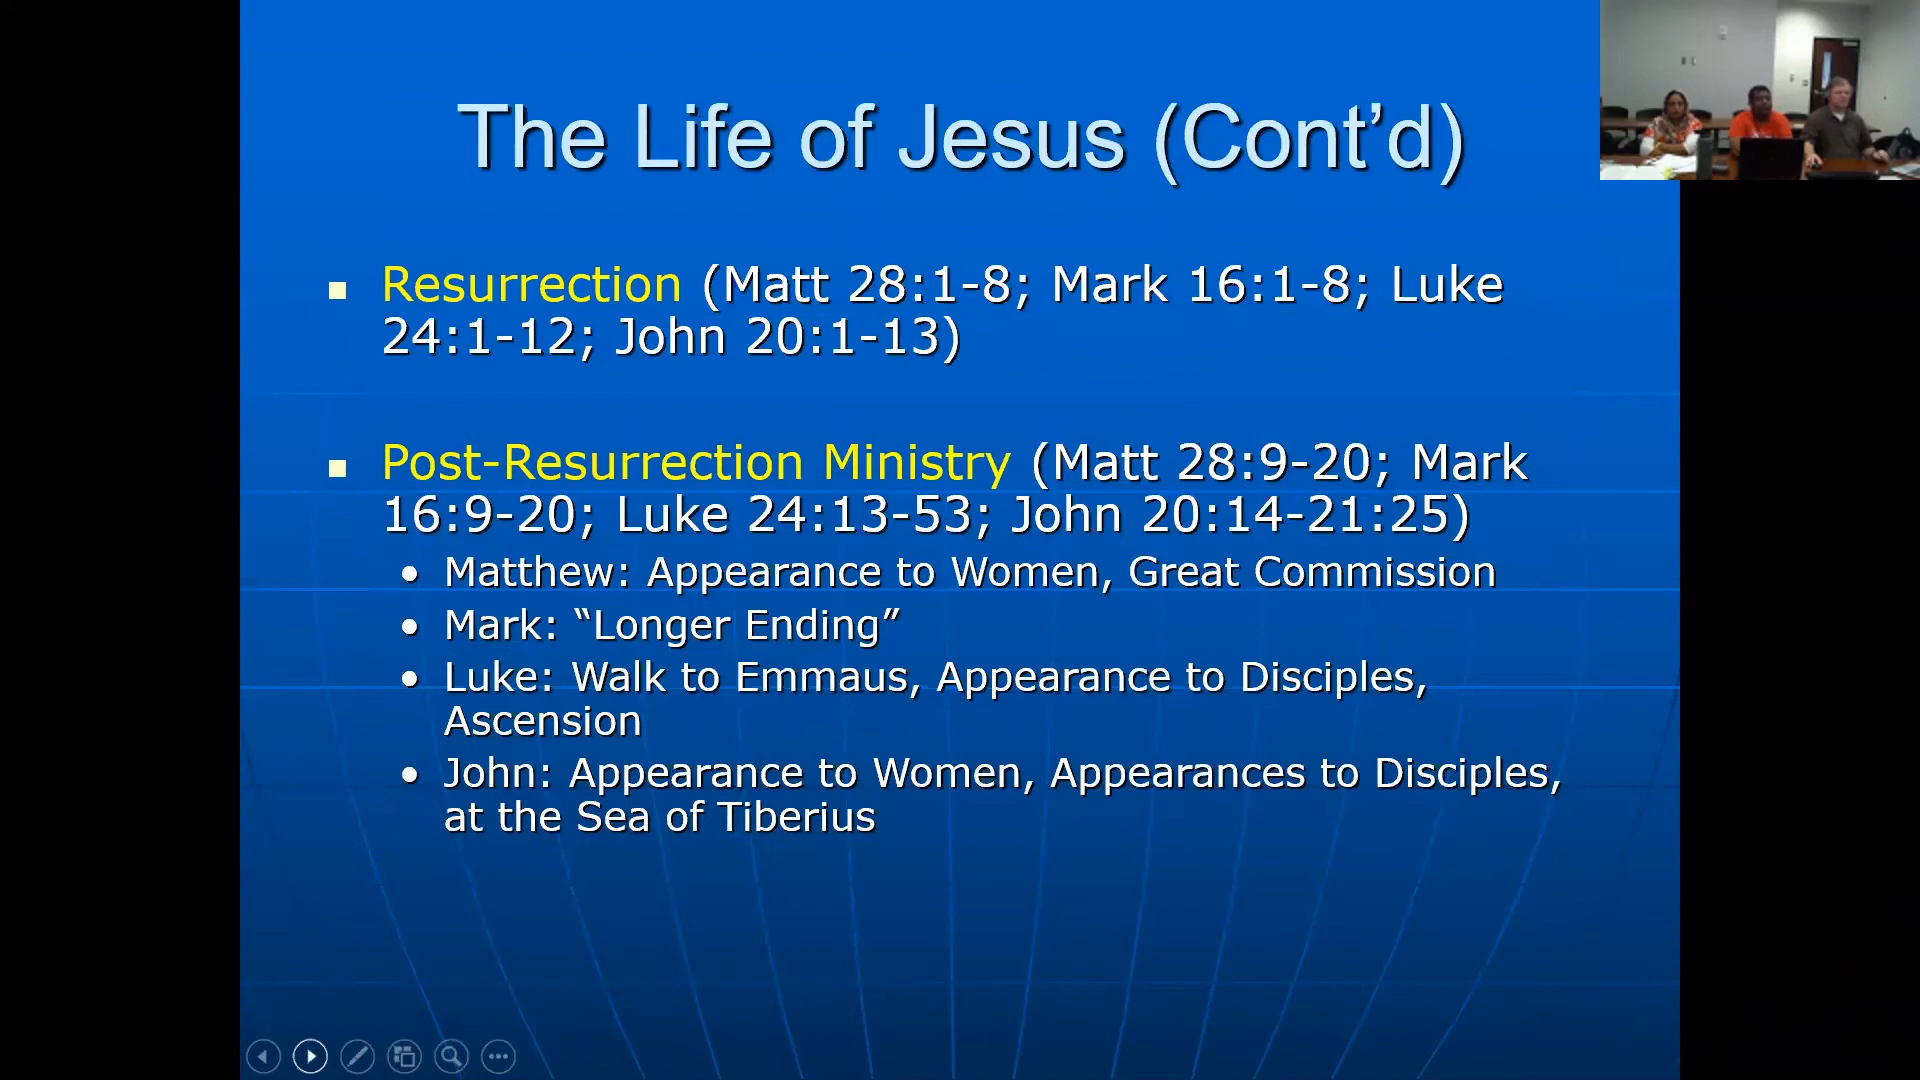 The Life of Jesus (Cont’d)
Resurrection (Matt 28:1-8; Mark 16:1-8; Luke
24:1-12; John 20:1-13)
Post-Resurrection Ministry (Matt 28:9-20; Mark
16:9-20; Luke 24:13-53; John 20:14-21:25)
Matthew: Appearance to Women, Great Commission
Mark: “Longer Ending”
Luke: Walk to Emmaus, Appearance to Disciples,
Ascension
John: Appearance to Women, Appearances to Disciples,
at the Sea of Tiberius